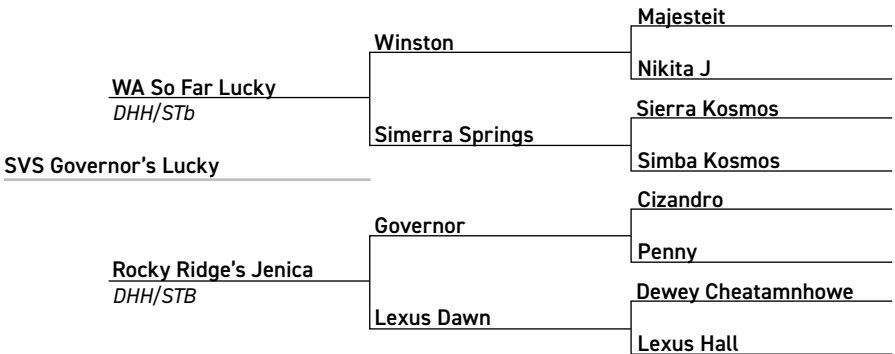 Majesteit
Winston
Nikita J
WA So Far Lucky
DHH/STb
Sierra Kosmos
Simerra Springs
Simba Kosmos
SVS Governor's Lucky
Cizandro
Governor
Penny
Rocky Ridge's Jenica
DHH/STB
Dewey Cheatamnhowe
Lexus Dawn
Lexus Hall